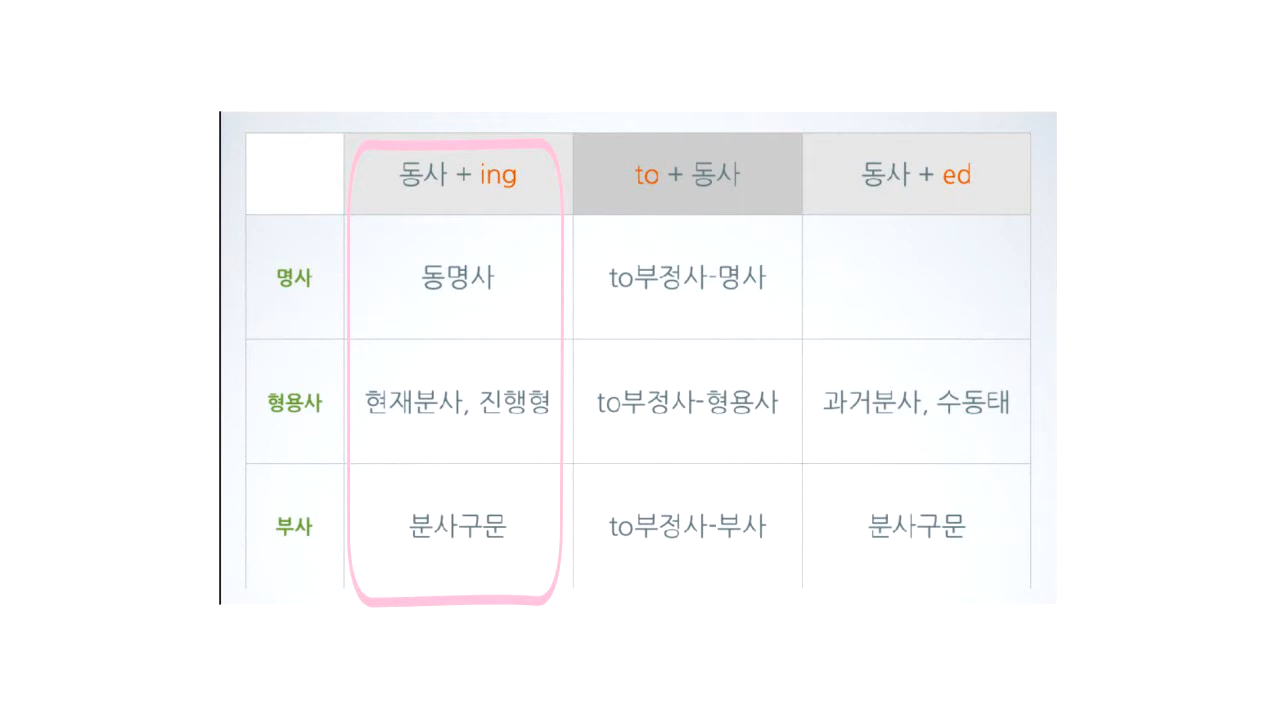 동사 + ing to + 동사 동사 + ed
명사 동명사 to부정사-명사
형용사 현재분사, 진행형 to부정사-형용사 과거분사, 수동태
부사 분사구문 to부정사-부사 분사구문